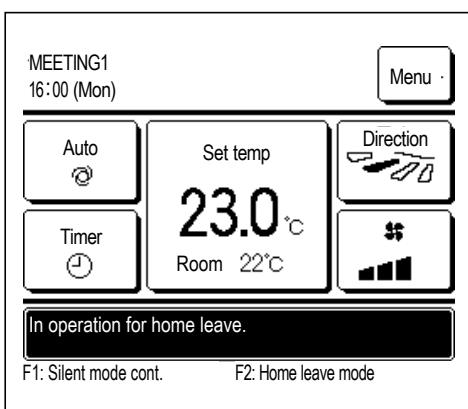 MEETING1
Menu
16:00 (Mon)
Auto
Set temp
Direction
23.0 °C
Timer
Room 22°C
In operation for home leave.
F1: Silent mode cont. F2: Home leave mode